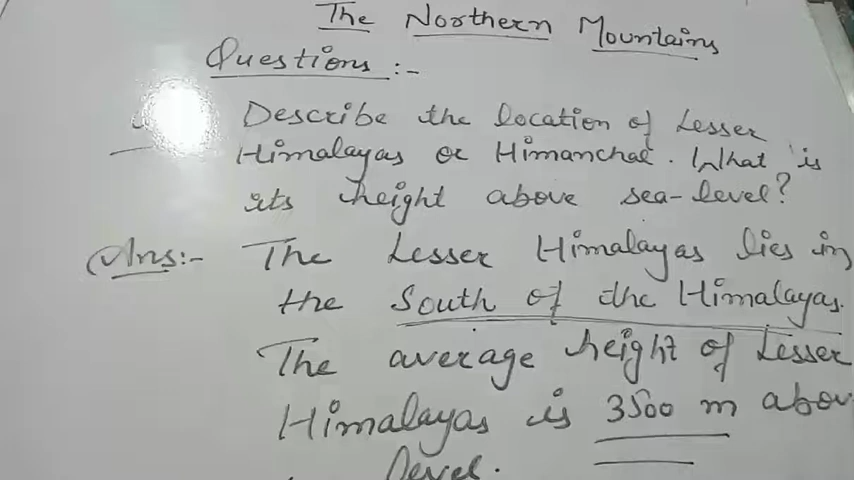 The Northern Mountains
Questions :-
Describe the location of Lesser
Himalayas or Himanchal. What is
its height above sea-level?
Ans:- The Lesser Himalayas lies in
the South of the Himalayas.
The average height of Lesser
Himalayas is 3500 m above
level.